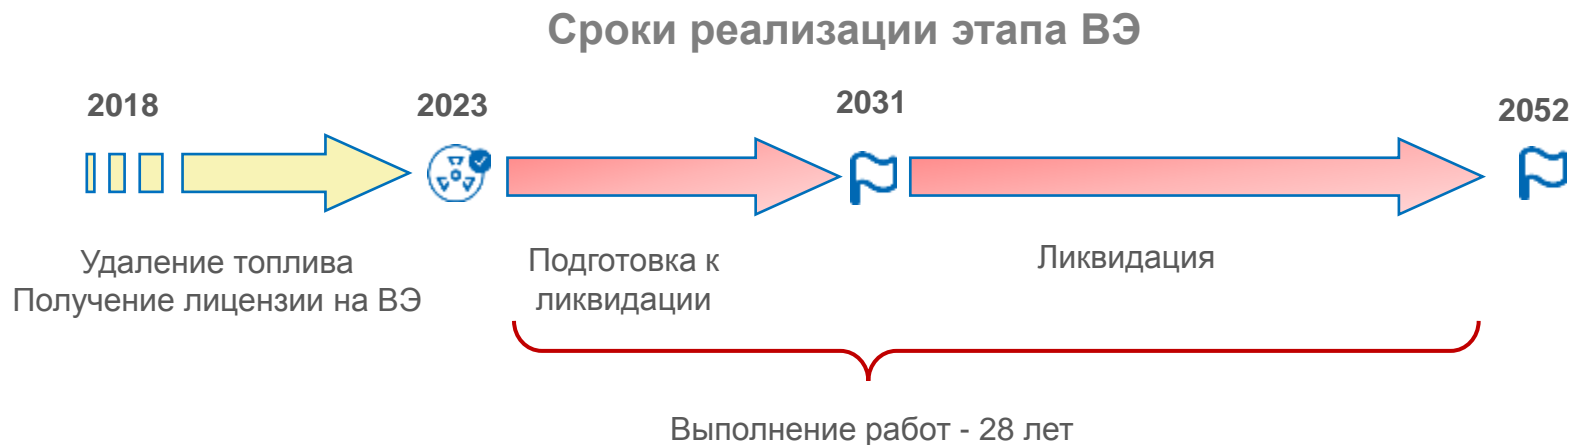 Сроки реализации этапа ВЭ
2018
2023
2031
2052
Удаление топлива
Получение лицензии на ВЭ
Подготовка к
ликвидации
Ликвидация
Выполнение работ - 28 лет